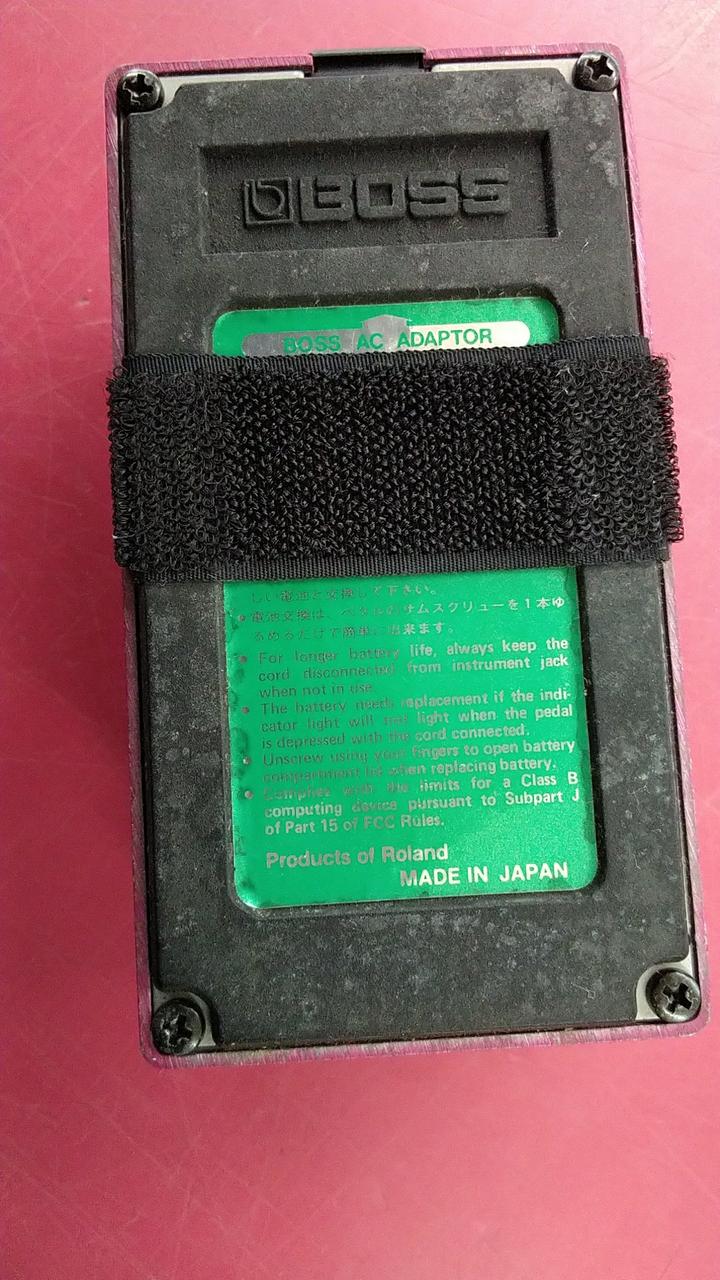 BOSS
BOSS AC ADAPTOR
しい電池と交換して下さい。
• 電池交換は、ペダルのサムスクリューを1本ゆ
るめるだけで簡単に出来ます。
• For longer battery life, always keep the
cord disconnected from instrument jack
when not in use.
• The battery needs replacement if the indi-
cator light will not light when the pedal
is depressed with the cord connected.
• Unscrew using your fingers to open battery
compartment lid when replacing battery.
• Complies with the limits for a Class B
computing device pursuant to Subpart J
of Part 15 of FCC Rules.
Products of Roland
MADE IN JAPAN